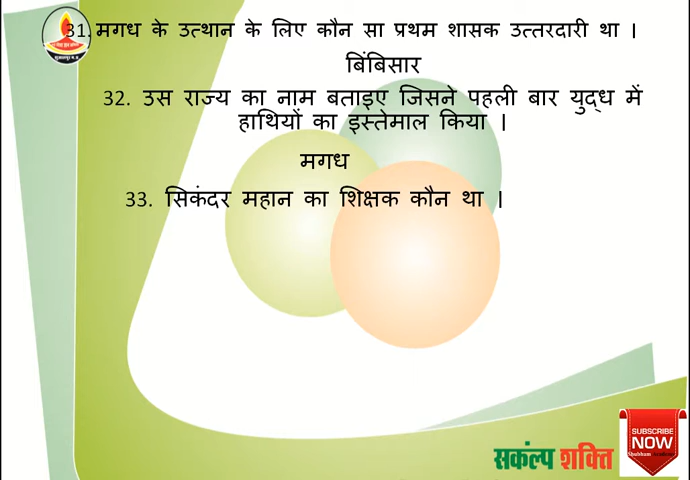 31. मगध के उत्थान के लिए कौन सा प्रथम शासक उत्तरदारी था |
बिंबिसार
32. उस राज्य का नाम बताइए जिसने पहली बार युद्ध में
हाथियों का इस्तेमाल किया |
मगध
33. सिकंदर महान का शिक्षक कौन था |
सकंल्प शक्ति
SUBSCRIBE
NOW